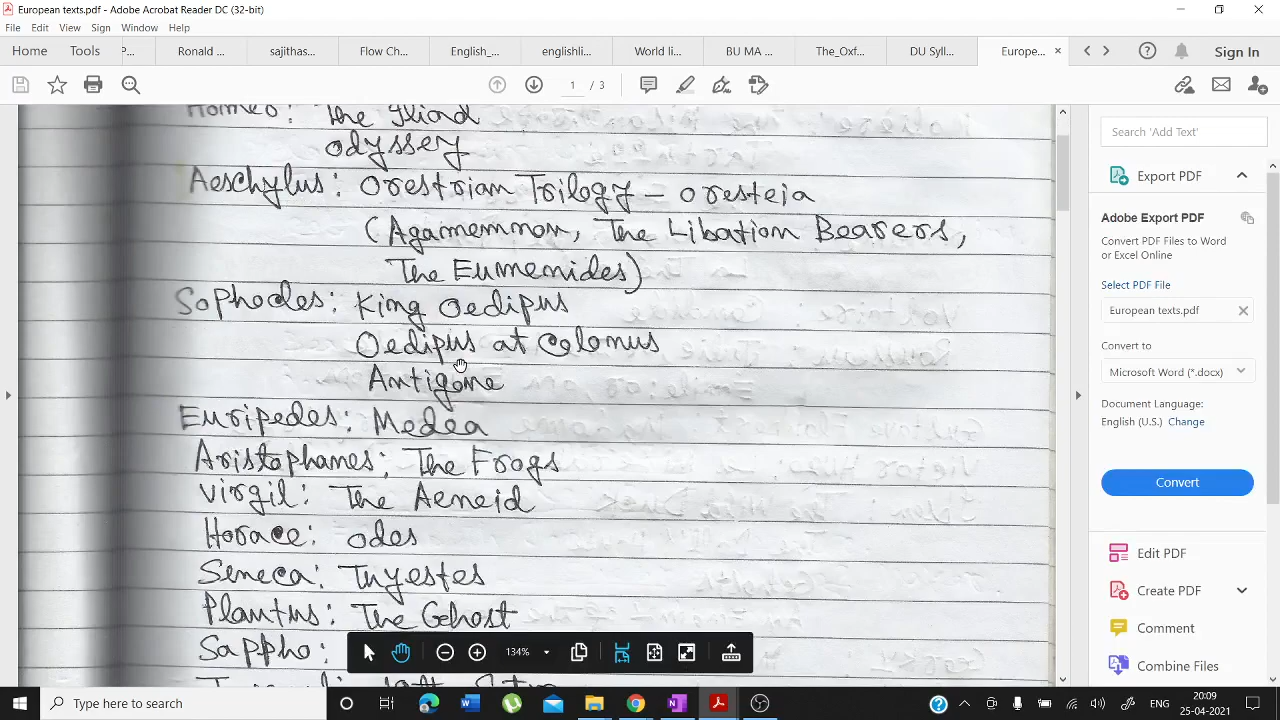 European texts.pdf - Adobe Acrobat Reader DC (32-bit)
File Edit View Sign Window Help
Home Tools P... Ronald ... sajithas... Flow Ch... English_... englishli... World li... BU MA ... The_Oxf... DU Syll... Europe... × Sign In
1 / 3
Homeo: The Iliad
Odyssey
Aeschylus: Orestrian Trilogy – Oresteia
(Agamemnon, The Libation Bearers,
The Eumenides)
Sophocles: King Oedipus
Oedipus at Colonus
Antigone
Euripedes: Medea
Aristophanes: The Frogs
Virgil: The Aeneid
Horace: Odes
Seneca: Tuyestes
Plantus: The Ghost
Sappho:
134%
Search 'Add Text'
Export PDF
Adobe Export PDF
Convert PDF Files to Word
or Excel Online
Select PDF File
European texts.pdf
Convert to
Microsoft Word (*.docx)
Document Language:
English (U.S.) Change
Convert
Edit PDF
Create PDF
Comment
Combine Files
Type here to search
ENG
20:09
25-04-2021